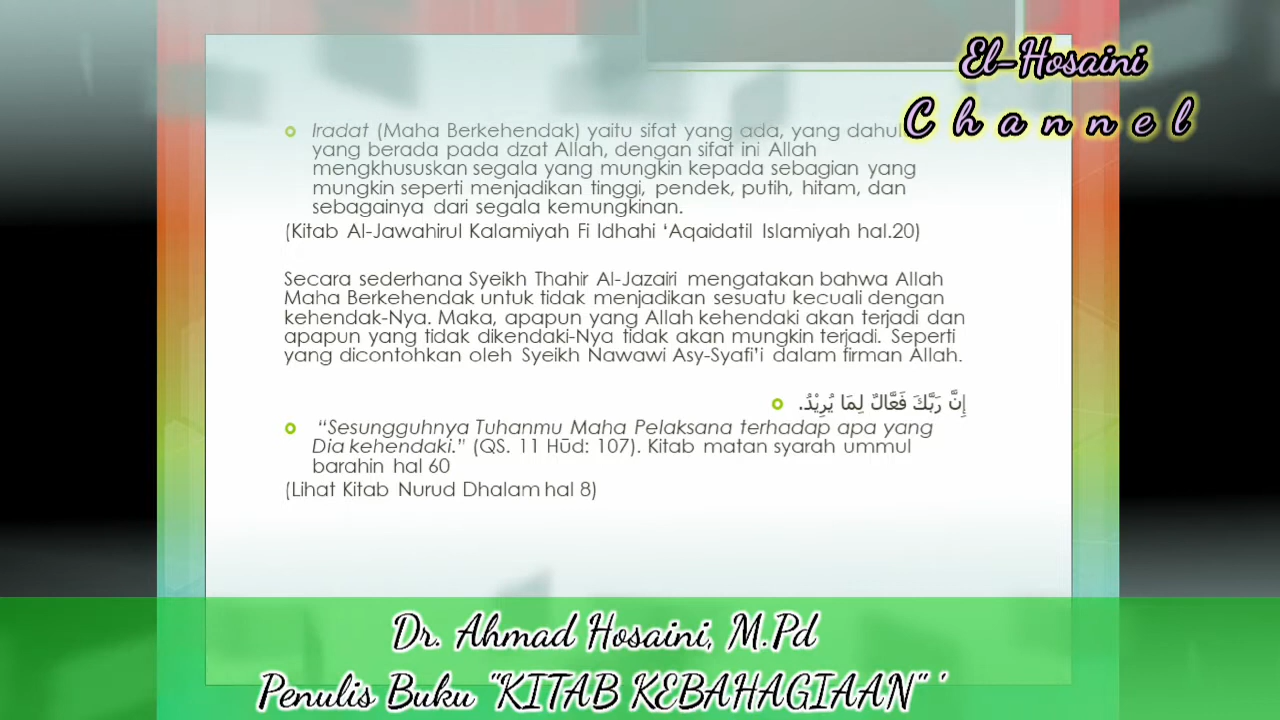 El-Hosaini
Channel
Iradat (Maha Berkehendak) yaitu sifat yang ada, yang
yang berada pada dzat Allah, dengan sifat ini Allah
mengkhususkan segala yang mungkin kepada sebagian yang
mungkin seperti menjadikan tinggi, pendek, putih, hitam, dan
sebagainya dari segala kemungkinan.
(Kitab Al-Jawahirul Kalamiyah Fi Idhahi ‘Aqaidatil Islamiyah hal.20)
Secara sederhana Syeikh Thahir Al-Jazairi mengatakan bahwa Allah
Maha Berkehendak untuk tidak menjadikan sesuatu kecuali dengan
kehendak-Nya. Maka, apapun yang Allah kehendaki akan terjadi dan
apapun yang tidak dikendaki-Nya tidak akan mungkin terjadi. Seperti
yang dicontohkan oleh Syeikh Nawawi Asy-Syafi’i dalam firman Allah.
إِنَّ رَبَّكَ فَعَّالٌ لِمَا يُرِيْدُ.
“Sesungguhnya Tuhanmu Maha Pelaksana terhadap apa yang
Dia kehendaki.” (QS. 11 Hūd: 107). Kitab matan syarah ummul
barahin hal 60
(Lihat Kitab Nurud Dhalam hal 8)
Dr. Ahmad Hosaini, M.Pd
Penulis Buku "KITAB KEBAHAGIAAN" '